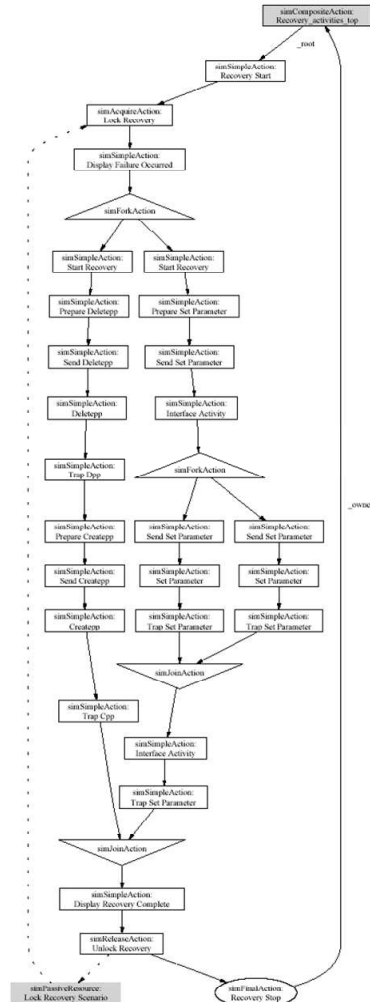 simCompositeAction:
Recovery_activities_top
_root
simSimpleAction:
Recovery Start
simAcquireAction:
Lock Recovery
simSimpleAction:
Display Failure Occurred
simForkAction
simSimpleAction:
Start Recovery
simSimpleAction:
Start Recovery
simSimpleAction:
Prepare Deletepp
simSimpleAction:
Prepare Set Parameter
simSimpleAction:
Send Deletepp
simSimpleAction:
Send Set Parameter
simSimpleAction:
Deletepp
simSimpleAction:
Interface Activity
simSimpleAction:
Trap Dpp
simForkAction
_owner
simSimpleAction:
Prepare Createpp
simSimpleAction:
Send Set Parameter
simSimpleAction:
Send Set Parameter
simSimpleAction:
Send Createpp
simSimpleAction:
Set Parameter
simSimpleAction:
Set Parameter
simSimpleAction:
Createpp
simSimpleAction:
Trap Set Parameter
simSimpleAction:
Trap Set Parameter
simJoinAction
simSimpleAction:
Trap Cpp
simSimpleAction:
Interface Activity
simSimpleAction:
Trap Set Parameter
simJoinAction
simSimpleAction:
Display Recovery Complete
simReleaseAction:
Unlock Recovery
simPassiveResource:
Lock Recovery Scenario
simFinalAction:
Recovery Stop